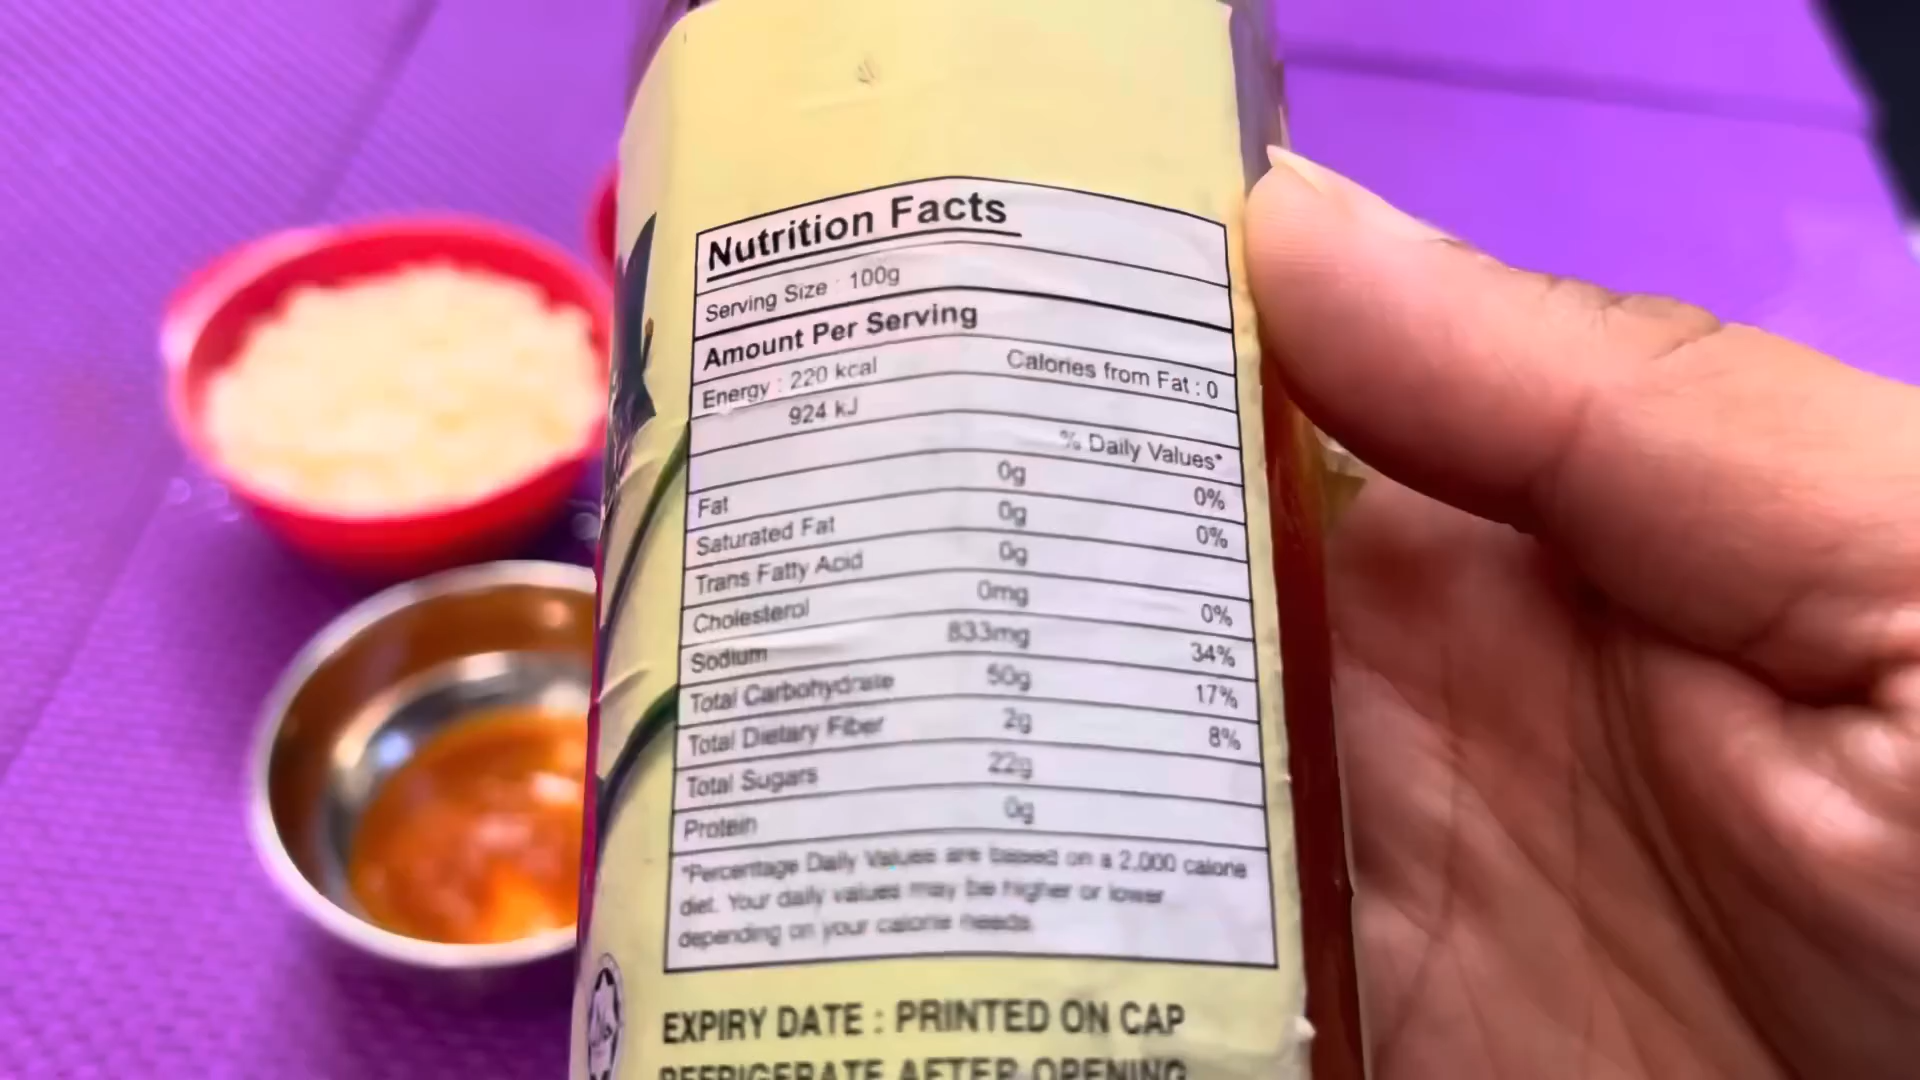 Nutrition Facts
Serving Size : 100g
Amount Per Serving
Energy : 220 kcal Calories from Fat : 0
924 kJ
% Daily Values*
Fat 0g 0%
Saturated Fat 0g 0%
Trans Fatty Acid 0g
Cholesterol 0mg 0%
Sodium 833mg 34%
Total Carbohydrate 50g 17%
Total Dietary Fiber 2g 8%
Total Sugars 22g
Protein 0g
*Percentage Daily Values are based on a 2,000 calorie
diet. Your daily values may be higher or lower
depending on your calorie needs.
EXPIRY DATE : PRINTED ON CAP
REFRIGERATE AFTER OPENING